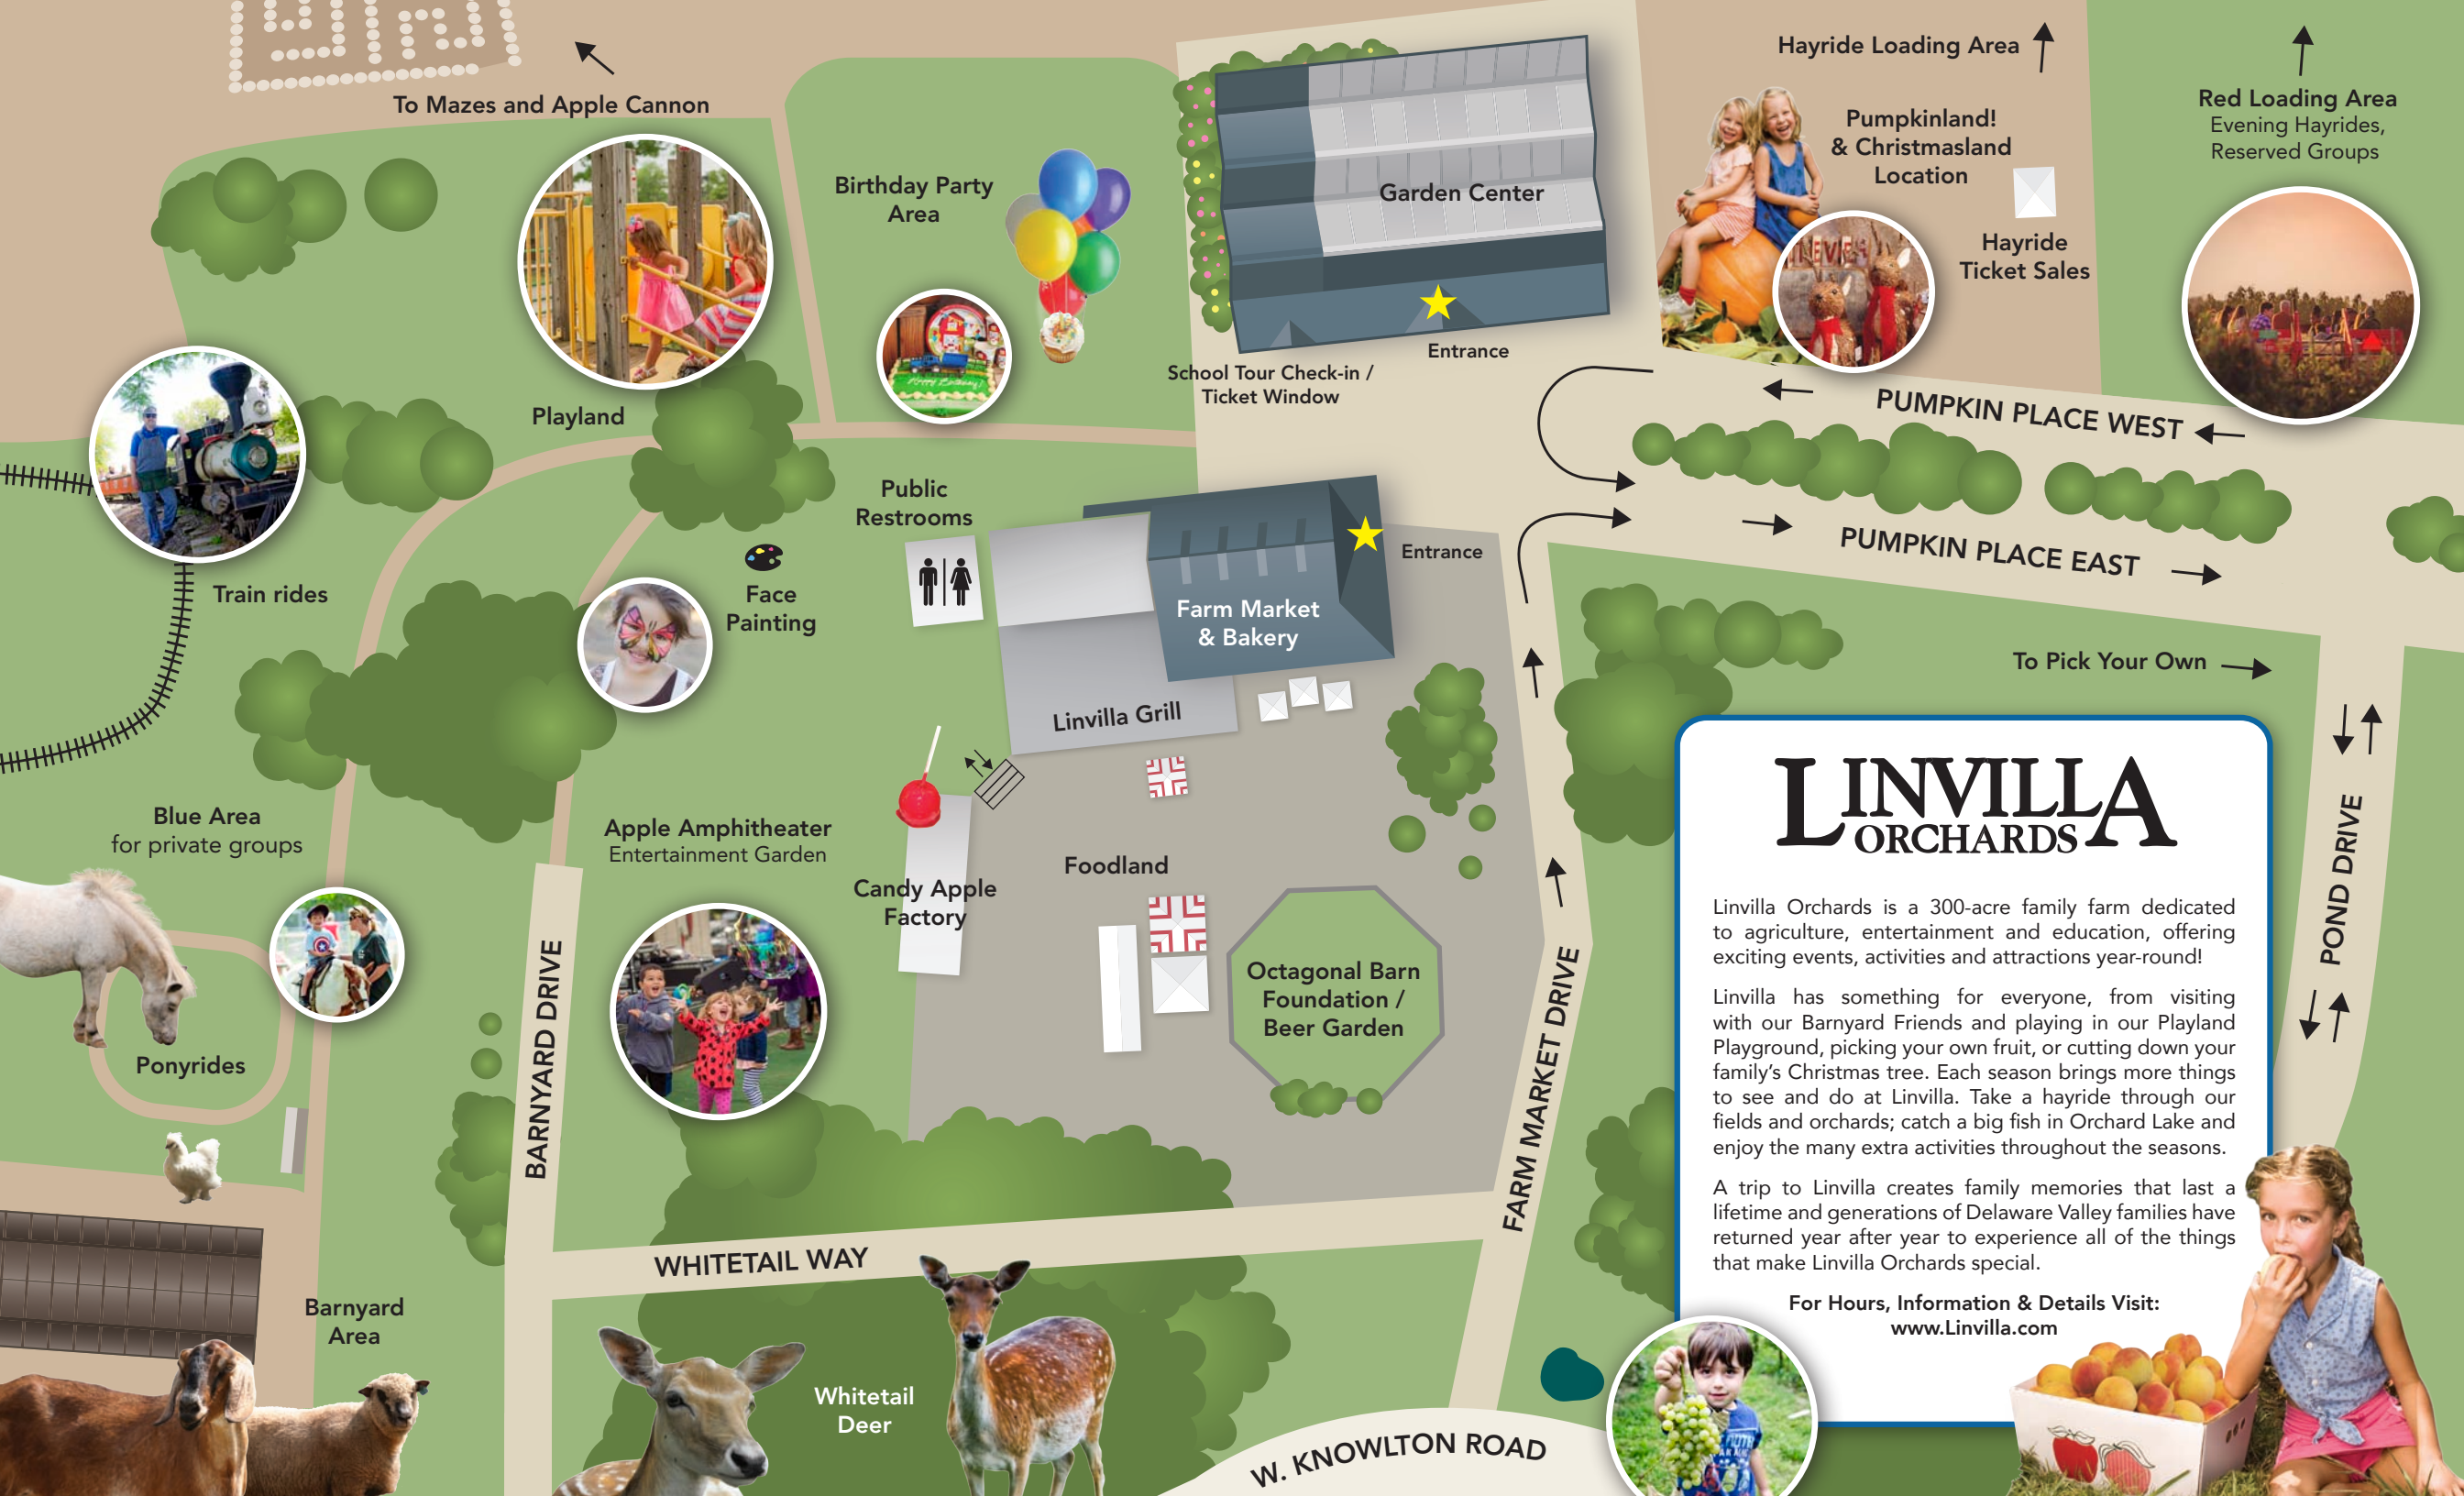 To Mazes and Apple Cannon
Hayride Loading Area
Red Loading Area
Evening Hayrides,
Reserved Groups
Pumpkinland!
& Christmasland
Location
Birthday Party
Area
Garden Center
Hayride
Ticket Sales
Entrance
School Tour Check-in /
Ticket Window
Playland
PUMPKIN PLACE WEST
PUMPKIN PLACE EAST
Public
Restrooms
Entrance
Train rides
Face
Painting
Farm Market
& Bakery
To Pick Your Own
Linvilla Grill
Blue Area
for private groups
Apple Amphitheater
Entertainment Garden
Candy Apple
Factory
Foodland
Octagonal Barn
Foundation /
Beer Garden
Ponyrides
BARNYARD DRIVE
FARM MARKET DRIVE
POND DRIVE
WHITETAIL WAY
Barnyard
Area
Whitetail
Deer
W. KNOWLTON ROAD
LINVILLA
ORCHARDS
Linvilla Orchards is a 300-acre family farm dedicated
to agriculture, entertainment and education, offering
exciting events, activities and attractions year-round!
Linvilla has something for everyone, from visiting
with our Barnyard Friends and playing in our Playland
Playground, picking your own fruit, or cutting down your
family's Christmas tree. Each season brings more things
to see and do at Linvilla. Take a hayride through our
fields and orchards; catch a big fish in Orchard Lake and
enjoy the many extra activities throughout the seasons.
A trip to Linvilla creates family memories that last a
lifetime and generations of Delaware Valley families have
returned year after year to experience all of the things
that make Linvilla Orchards special.
For Hours, Information & Details Visit:
www.Linvilla.com